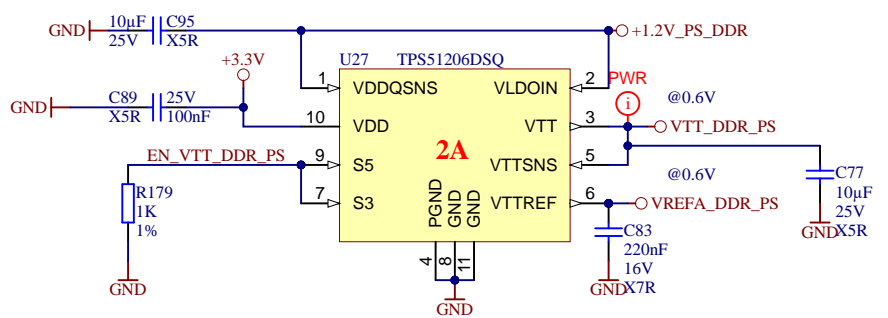 10µF C95
GND +1.2V_PS_DDR
25V X5R
+3.3V U27 TPS51206DSQ PWR
1 VDDQSNS VLDOIN 2
i
@0.6V
C89 25V
GND
X5R 100nF
10 VDD VTT 3 VTT_DDR_PS
2A
EN_VTT_DDR_PS 9 S5 VTTSNS 5
@0.6V
C77
R179
1K
1%
10µF
25V
X5R
GND
7 S3 VTTREF 6 VREFA_DDR_PS
PGND
GND
GND
C83
220nF
16V
X7R
4 8 11
GND
GND
GND